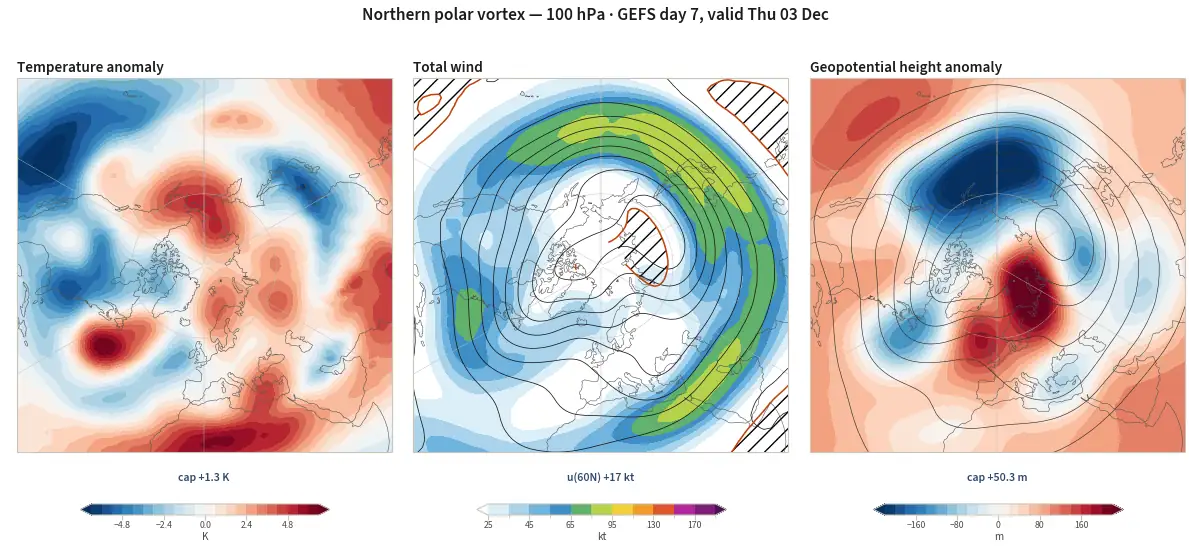 Northern polar vortex — 100 hPa · GEFS day 7, valid Thu 03 Dec
Temperature anomaly
Total wind
Geopotential height anomaly
cap +1.3 K
u(60N) +17 kt
cap +50.3 m
−4.8 −2.4 0.0 2.4 4.8
K
25 45 65 95 130 170
kt
−160 −80 0 80 160
m